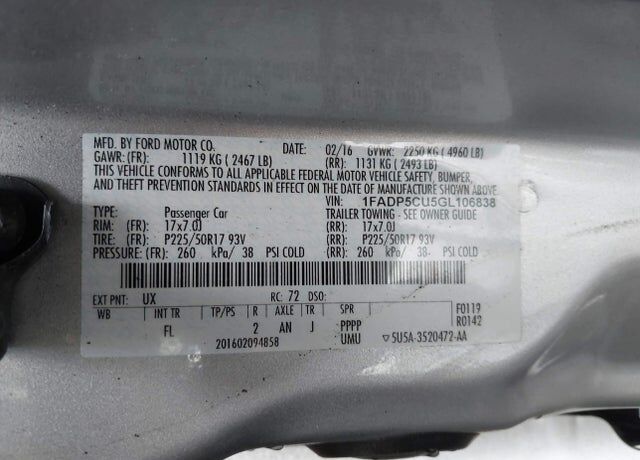 MFD. BY FORD MOTOR CO. DATE: 02/16 GVWR: 2250 KG ( 4960 LB)
GAWR:(FR): 1119 KG ( 2467 LB) (RR): 1131 KG ( 2493 LB)
THIS VEHICLE CONFORMS TO ALL APPLICABLE FEDERAL MOTOR VEHICLE SAFETY, BUMPER,
AND THEFT PREVENTION STANDARDS IN EFFECT ON THE DATE OF MANUFACTURE SHOWN ABOVE.
VIN: 1FADP5CU5GL106838
TYPE: Passenger Car TRAILER TOWING - SEE OWNER GUIDE
RIM: (FR): 17x7.0J (RR): 17x7.0J
TIRE: (FR): P225/50R17 93V (RR): P225/50R17 93V
PRESSURE: (FR): 260 kPa/ 38 PSI COLD (RR): 260 kPa/ 38- PSI COLD
EXT PNT: UX RC: 72 DSO:
WB INT TR TP/PS R AXLE TR SPR F0119
FL 2 AN J PPPP R0142
201602094858 UMU ▽5U5A-3520472-AA